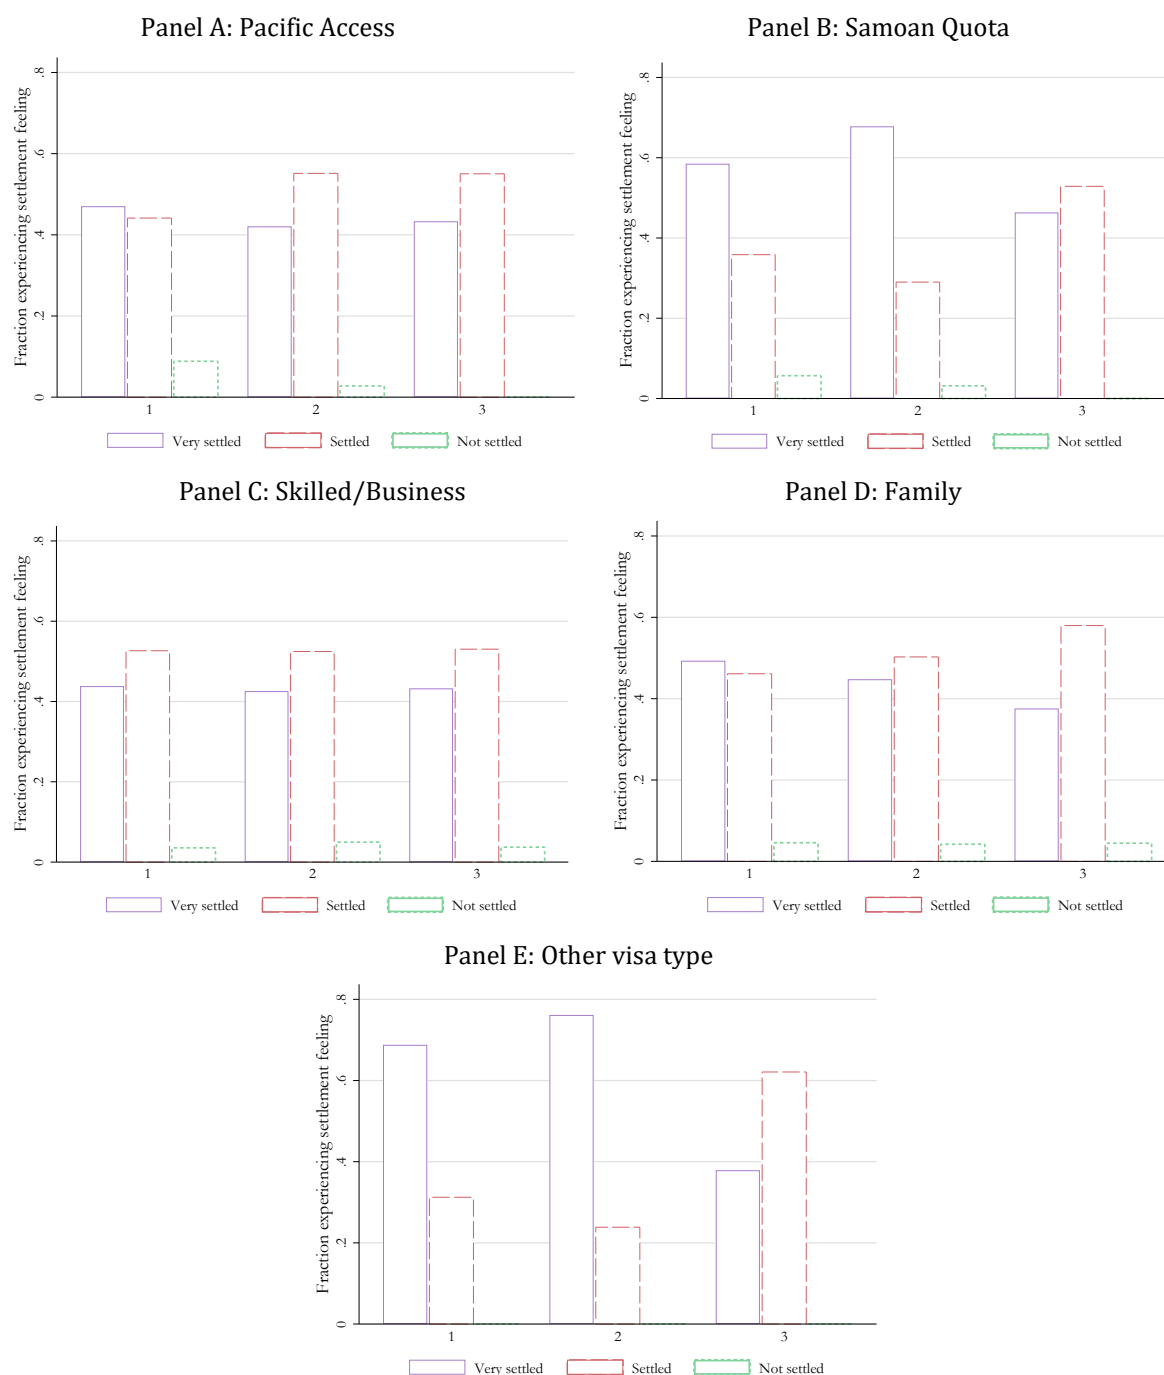 Panel A: Pacific Access
Fraction experiencing settlement feeling
.8
.6
.4
.2
0
1 2 3
Very settled Settled Not settled
Panel B: Samoan Quota
Fraction experiencing settlement feeling
.8
.6
.4
.2
0
1 2 3
Very settled Settled Not settled
Panel C: Skilled/Business
Fraction experiencing settlement feeling
.8
.6
.4
.2
0
1 2 3
Very settled Settled Not settled
Panel D: Family
Fraction experiencing settlement feeling
.8
.6
.4
.2
0
1 2 3
Very settled Settled Not settled
Panel E: Other visa type
Fraction experiencing settlement feeling
.8
.6
.4
.2
0
1 2 3
Very settled Settled Not settled